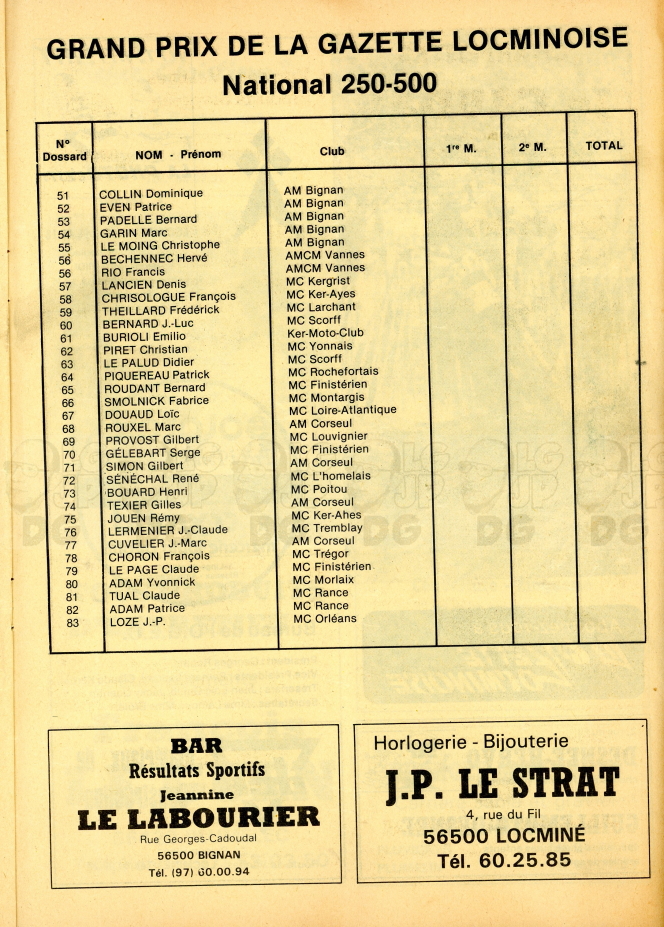 GRAND PRIX DE LA GAZETTE LOCMINOISE
National 250-500
N° Dossard NOM - Prénom Club 1re M. 2e M. TOTAL
51 COLLIN Dominique AM Bignan
52 EVEN Patrice AM Bignan
53 PADELLE Bernard AM Bignan
54 GARIN Marc AM Bignan
55 LE MOING Christophe AM Bignan
56 BECHENNEC Hervé AMCM Vannes
56 RIO Francis AMCM Vannes
57 LANCIEN Denis MC Kergrist
58 CHRISOLOGUE François MC Ker-Ayes
59 THEILLARD Frédérick MC Larchant
60 BERNARD J.-Luc MC Scorff
61 BURIOLI Emilio Ker-Moto-Club
62 PIRET Christian MC Yonnais
63 LE PALUD Didier MC Scorff
64 PIQUEREAU Patrick MC Rochefortais
65 ROUDANT Bernard MC Finistérien
66 SMOLNICK Fabrice MC Montargis
67 DOUAUD Loïc MC Loire-Atlantique
68 ROUXEL Marc AM Corseul
69 PROVOST Gilbert MC Louvignier
70 GÉLEBART Serge MC Finistérien
71 SIMON Gilbert AM Corseul
72 SÉNÉCHAL René MC L'homelais
73 BOUARD Henri MC Poitou
74 TEXIER Gilles AM Corseul
75 JOUEN Rémy MC Ker-Ahes
76 LERMENIER J.-Claude MC Tremblay
77 CUVELIER J.-Marc AM Corseul
78 CHORON François MC Trégor
79 LE PAGE Claude MC Finistérien
80 ADAM Yvonnick MC Morlaix
81 TUAL Claude MC Rance
82 ADAM Patrice MC Rance
83 LOZE J.-P. MC Orléans
BAR
Résultats Sportifs
Jeannine
LE LABOURIER
Rue Georges-Cadoudal
56500 BIGNAN
Tél. (97) 60.00.94
Horlogerie - Bijouterie
J.P. LE STRAT
4, rue du Fil
56500 LOCMINÉ
Tél. 60.25.85